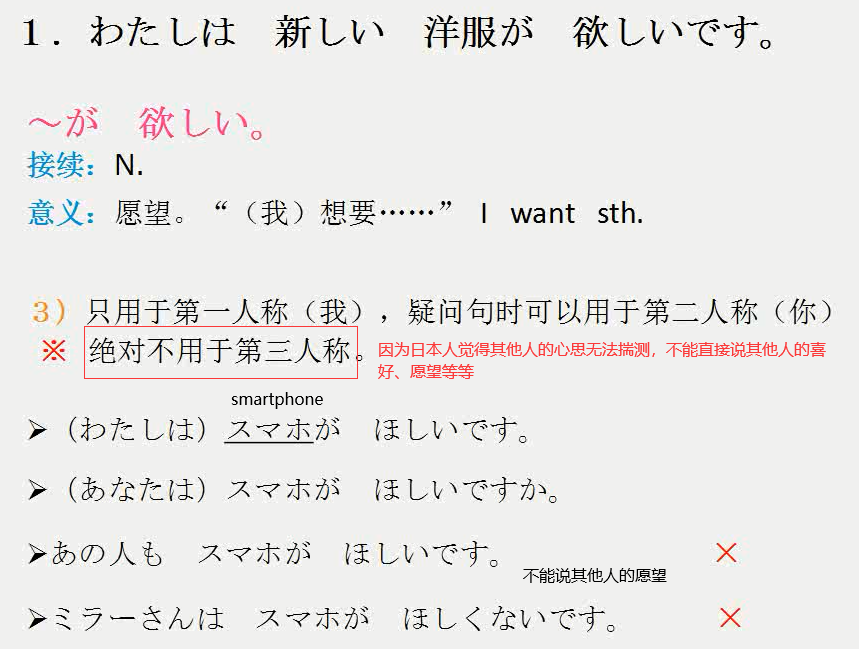 1．わたしは　新しい　洋服が　欲しいです。
～が　欲しい。
接续：N.
意义：愿望。“（我）想要……” I want sth.
3）只用于第一人称（我），疑问句时可以用于第二人称（你）
※ 绝对不用于第三人称。因为日本人觉得其他人的心思无法揣测，不能直接说其他人的喜
好、愿望等等
smartphone
➢（わたしは）スマホが　ほしいです。
➢（あなたは）スマホが　ほしいですか。
➢あの人も　スマホが　ほしいです。 ×
不能说其他人的愿望
➢ミラーさんは　スマホが　ほしくないです。 ×